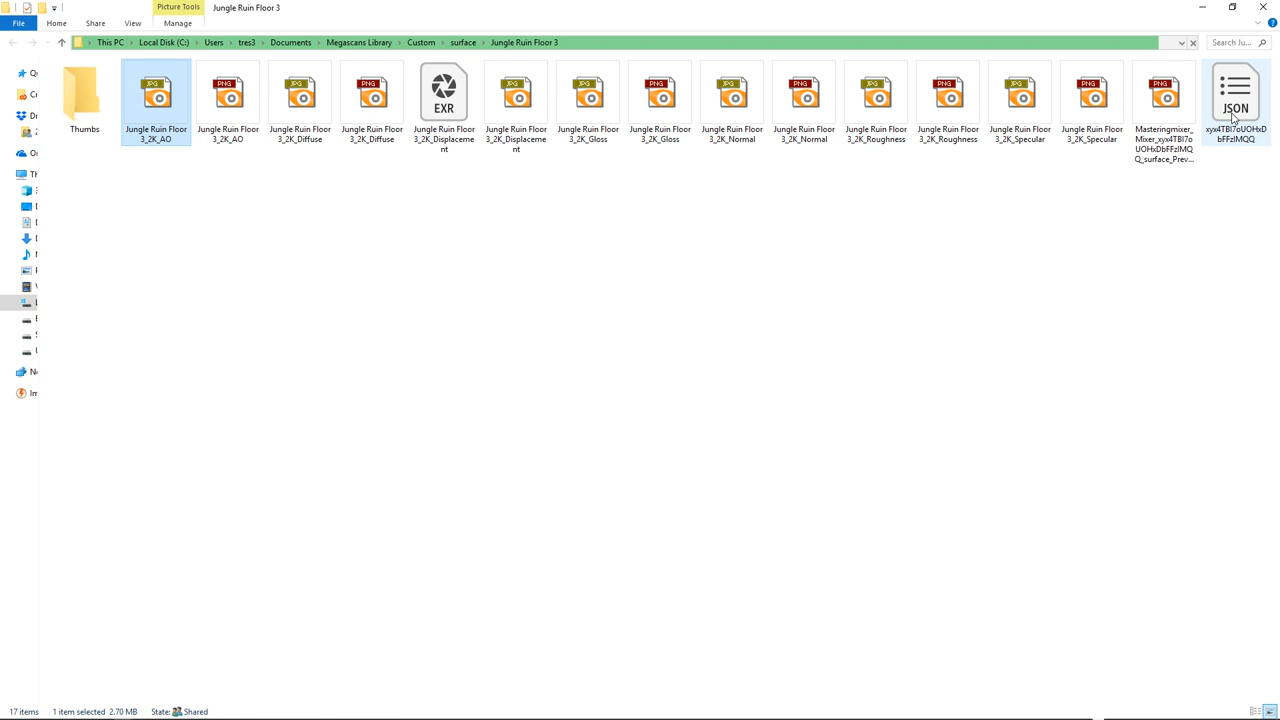 Picture Tools
Jungle Ruin Floor 3
File
Home
Share
View
Manage
This PC
Local Disk (C:)
Users
tres3
Documents
Megascans Library
Custom
surface
Jungle Ruin Floor 3
Search Ju...
Thumbs
JPG
Jungle Ruin Floor
3_2K_AO
PNG
Jungle Ruin Floor
3_2K_AO
JPG
Jungle Ruin Floor
3_2K_Diffuse
PNG
Jungle Ruin Floor
3_2K_Diffuse
EXR
Jungle Ruin Floor
3_2K_Displaceme
nt
JPG
Jungle Ruin Floor
3_2K_Displaceme
nt
JPG
Jungle Ruin Floor
3_2K_Gloss
PNG
Jungle Ruin Floor
3_2K_Gloss
JPG
Jungle Ruin Floor
3_2K_Normal
PNG
Jungle Ruin Floor
3_2K_Normal
JPG
Jungle Ruin Floor
3_2K_Roughness
PNG
Jungle Ruin Floor
3_2K_Roughness
JPG
Jungle Ruin Floor
3_2K_Specular
PNG
Jungle Ruin Floor
3_2K_Specular
PNG
Masteringmixer_
JSON
17 items
1 item selected 2.70 MB
State:
Shared